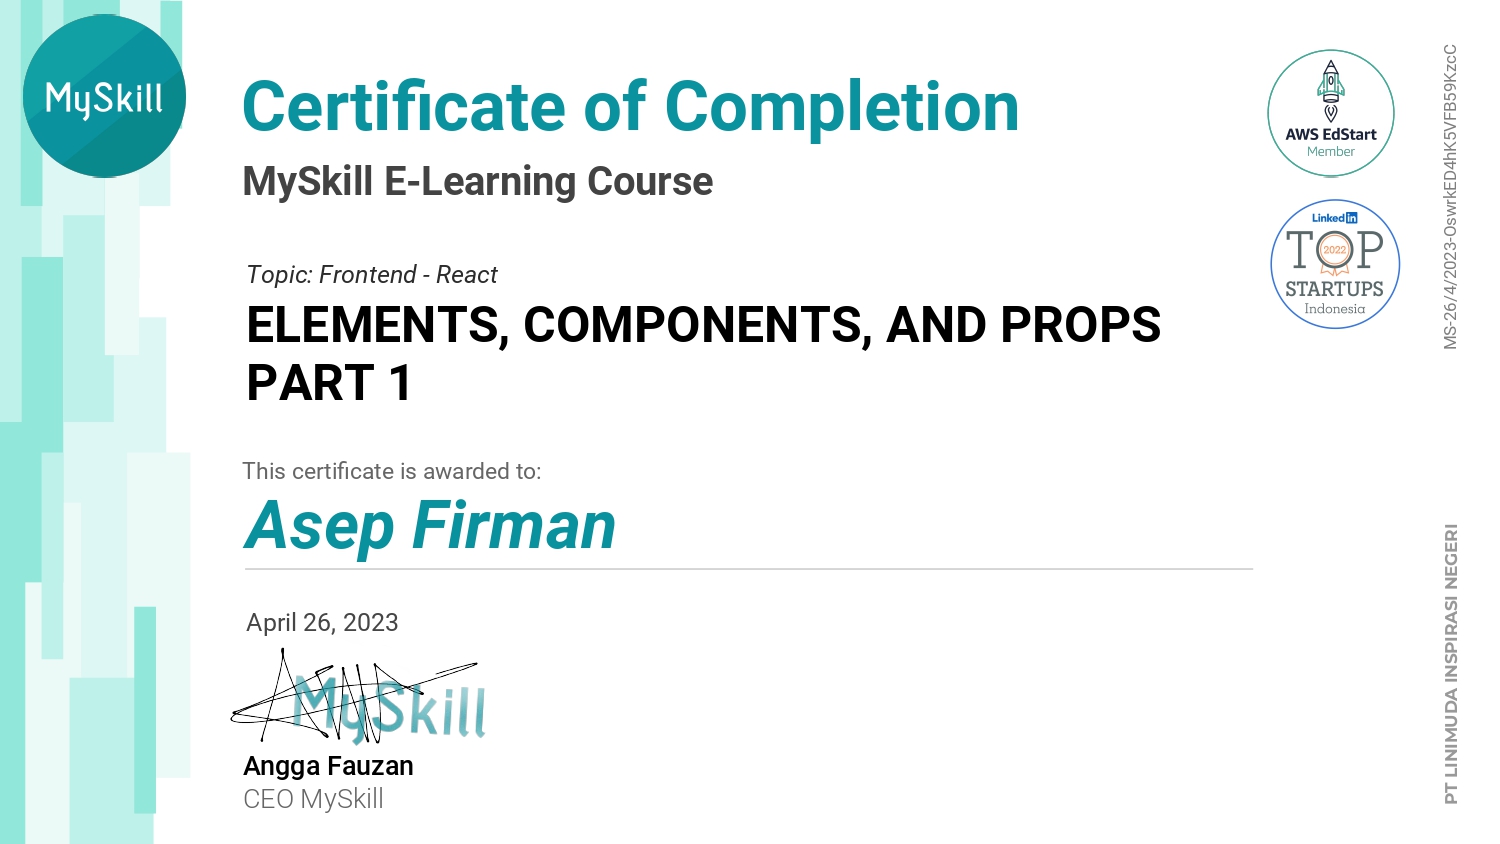 MySkill
Certificate of Completion
MySkill E-Learning Course
Topic: Frontend - React
ELEMENTS, COMPONENTS, AND PROPS
PART 1
This certificate is awarded to:
Asep Firman
April 26, 2023
MySkill
Angga Fauzan
CEO MySkill
AWS EdStart
Member
Linked in
TOP
2022
STARTUPS
Indonesia
MS-26/4/2023-OswrkED4hK5VFB59KzcC
PT LINIMUDA INSPIRASI NEGERI